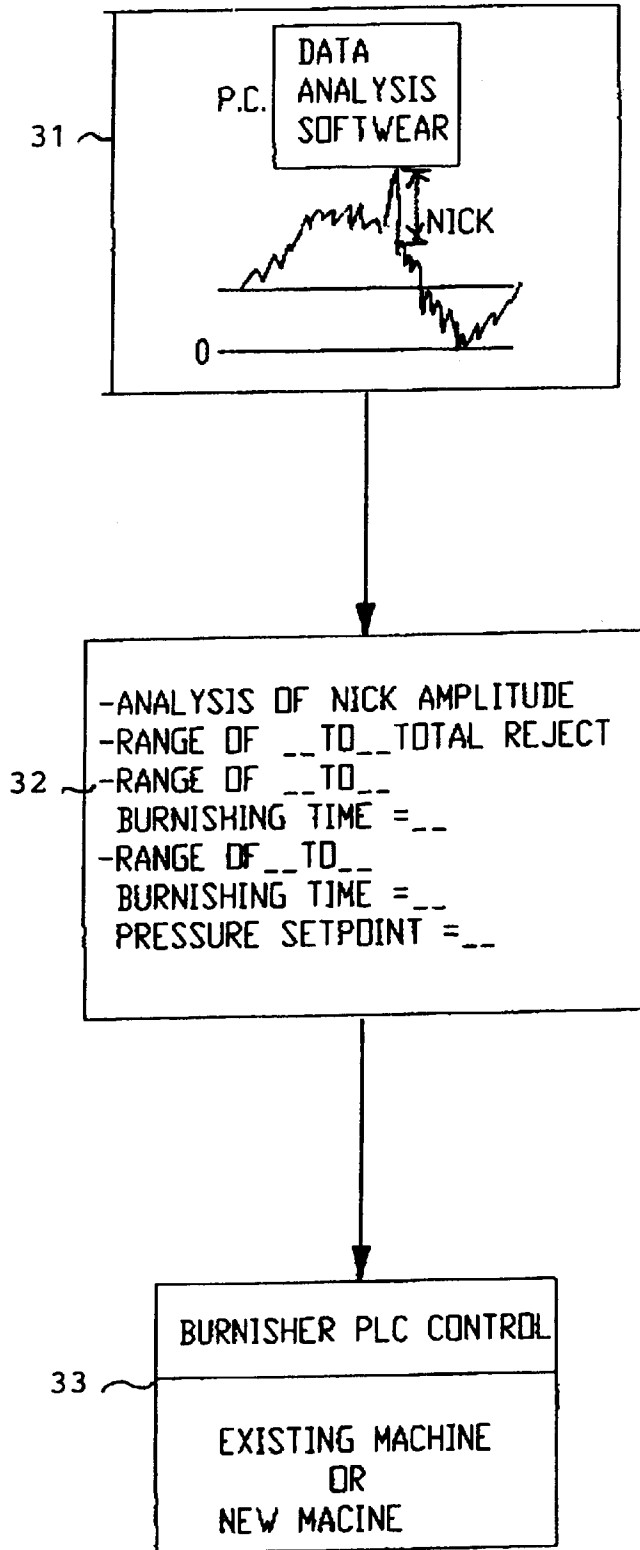 DATA
P.C. ANALYSIS
SOFTWEAR
31
NICK
0
-ANALYSIS OF NICK AMPLITUDE
-RANGE OF __TO__TOTAL REJECT
32 -RANGE OF __TO__
BURNISHING TIME =__
-RANGE OF__TO__
BURNISHING TIME =__
PRESSURE SETPOINT =__
BURNISHER PLC CONTROL
33
EXISTING MACHINE
OR
NEW MACINE